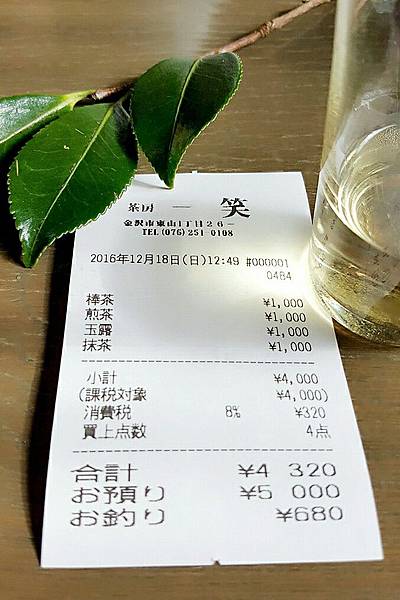 茶房 一 笑
金沢市東山1丁目26−
TEL(076)251-0108
2016年12月18日(日)12:49 #000001
0484
棒茶 ¥1,000
煎茶 ¥1,000
玉露 ¥1,000
抹茶 ¥1,000
小計 ¥4,000
(課税対象 ¥4,000)
消費税 8% ¥320
買上点数 4点
合計 ¥4 320
お預り ¥5 000
お釣り ¥680